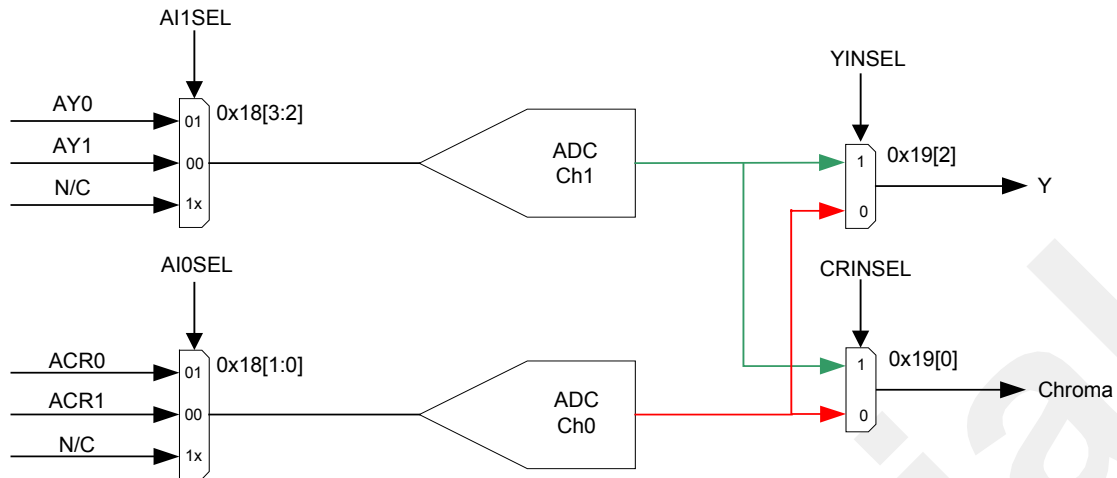 AI1SEL
YINSEL
AY0
01
0x18[3:2]
AY1
00
ADC
Ch1
1
0x19[2]
N/C
1x
0
Y
AI0SEL
CRINSEL
ACR0
01
0x18[1:0]
1
0x19[0]
ACR1
00
ADC
Ch0
0
Chroma
N/C
1x